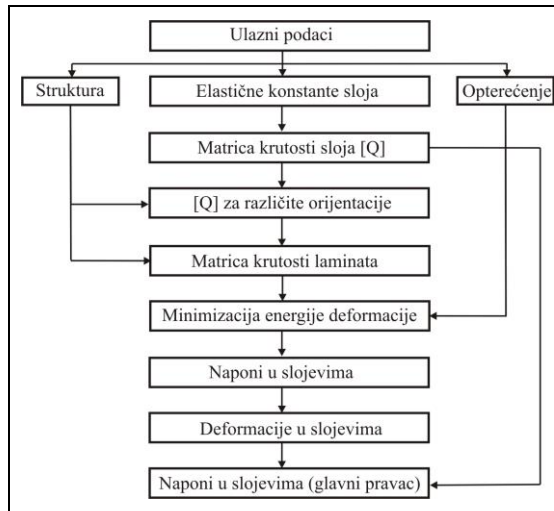 Ulazni podaci
Struktura
Elastične konstante sloja
Opterećenje
Matrica krutosti sloja [Q]
[Q] za različite orijentacije
Matrica krutosti laminata
Minimizacija energije deformacije
Naponi u slojevima
Deformacije u slojevima
Naponi u slojevima (glavni pravac)